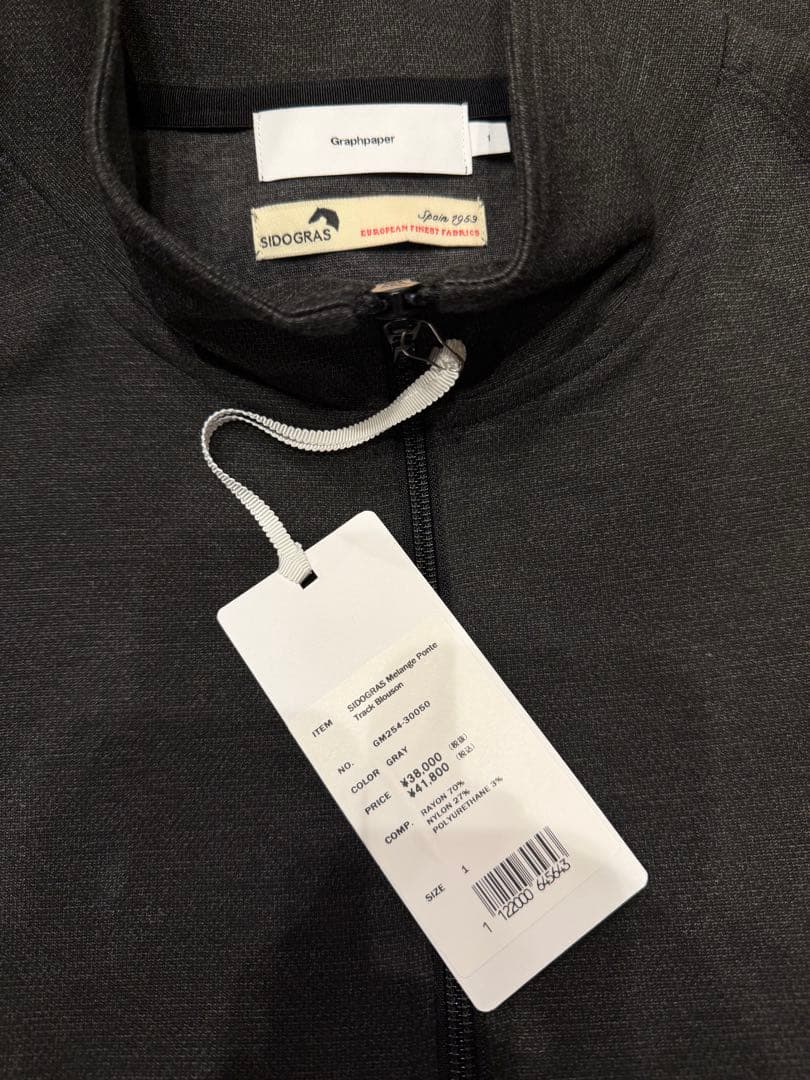 Graphpaper
1
SIDOGRAS
Spain 1953
EUROPEAN FINEST FABRICS
ITEM SIDOGRAS Melange Ponte
Track Blouson
NO. GM254-30050
COLOR GRAY
PRICE ¥38,000 (税抜)
¥41,800 (税込)
COMP. RAYON 70%
NYLON 27%
POLYURETHANE 3%
SIZE 1
1 122000 645643